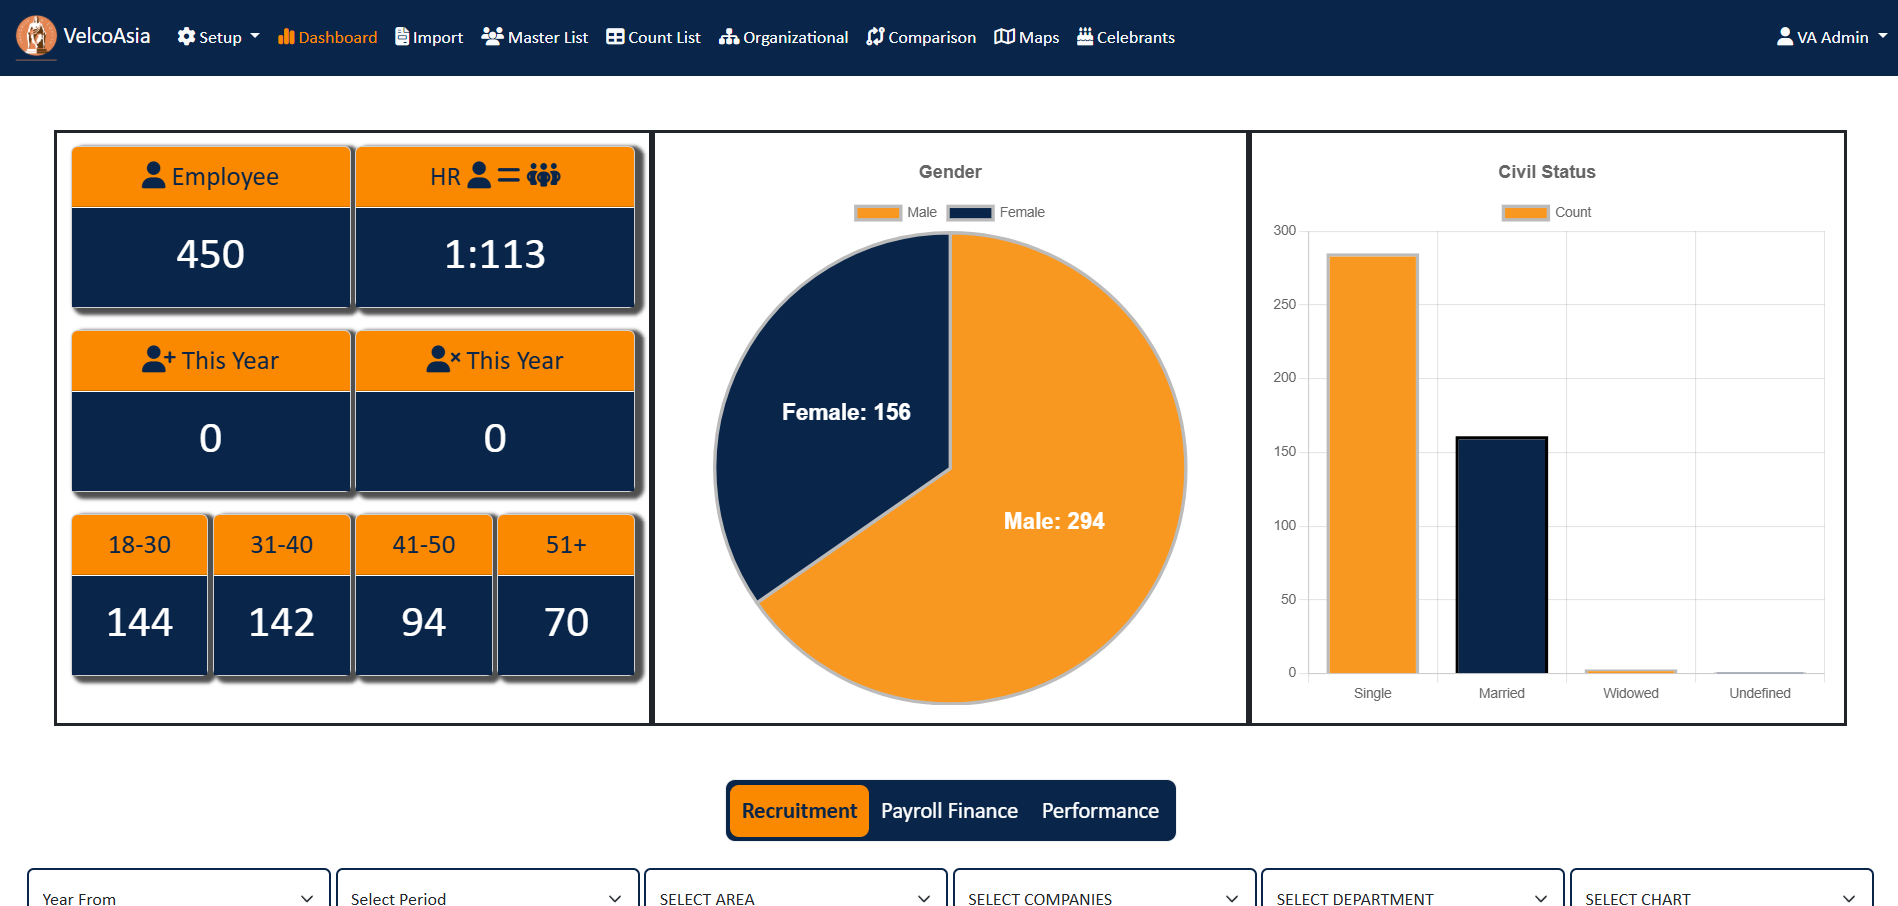 VelcoAsia Setup Dashboard Import Master List Count List Organizational Comparison Maps Celebrants VA Admin
Employee
450
HR =
1:113
This Year
0
This Year
0
18-30
144
31-40
142
41-50
94
51+
70
Gender
Male Female
Female: 156
Male: 294
Civil Status
Count
300
250
200
150
100
50
0
Single Married Widowed Undefined
Recruitment Payroll Finance Performance
Year From Select Period SELECT AREA SELECT COMPANIES SELECT DEPARTMENT SELECT CHART